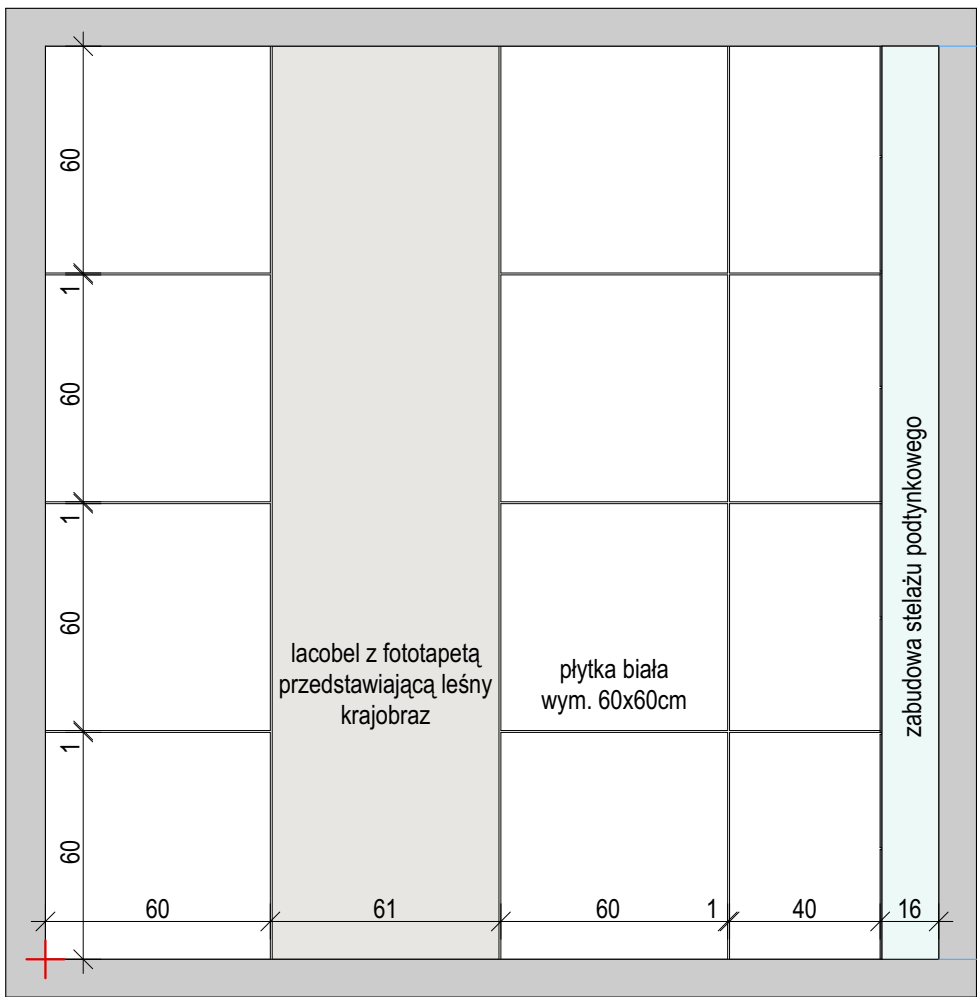 60
1
60
1
60
1
60
lacobel z fototapetą
przedstawiającą leśny
krajobraz
płytka biała
wym. 60x60cm
zabudowa stelażu podtynkowego
60
61
60
1
40
16